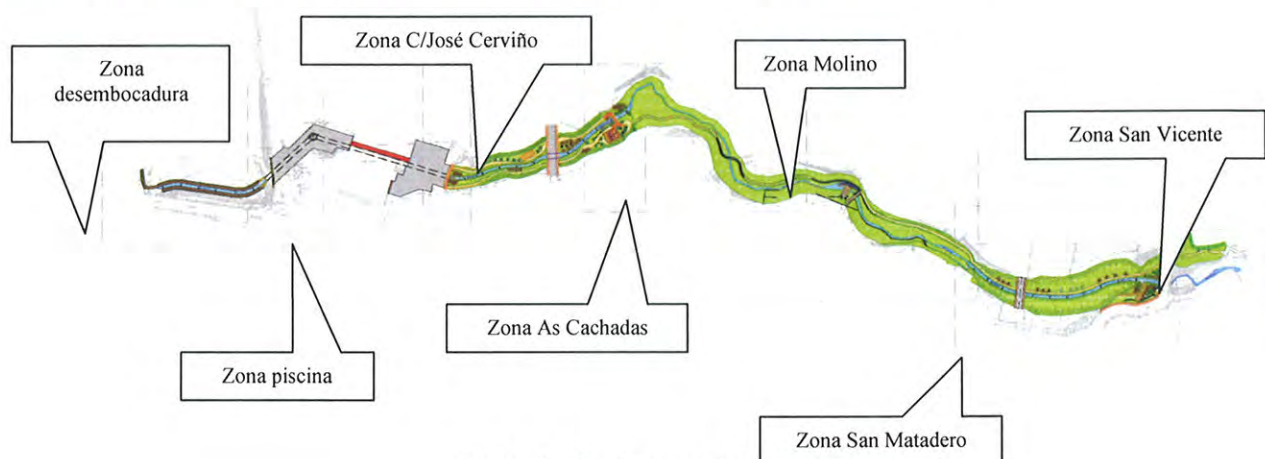 Zona
desembocadura
Zona C/José Cerviño
Zona Molino
Zona San Vicente
Zona As Cachadas
Zona piscina
Zona San Matadero